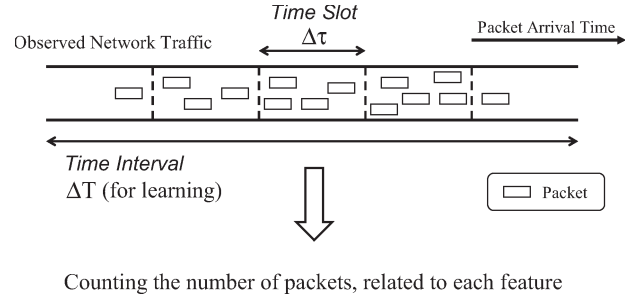 Time Slot
Δτ
Packet Arrival Time
Observed Network Traffic
Time Interval
ΔT (for learning)
Packet
Counting the number of packets, related to each feature